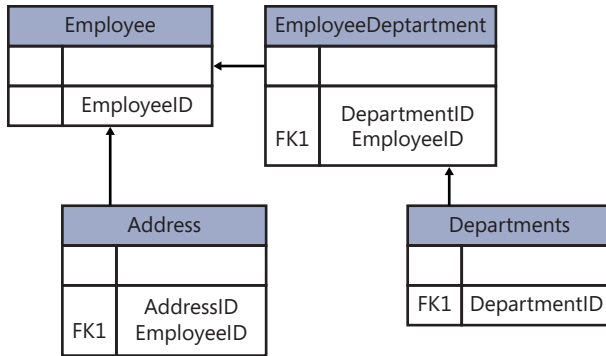 Employee
EmployeeID
EmployeeDeptartment
DepartmentID
FK1 EmployeeID
Address
AddressID
FK1 EmployeeID
Departments
FK1 DepartmentID